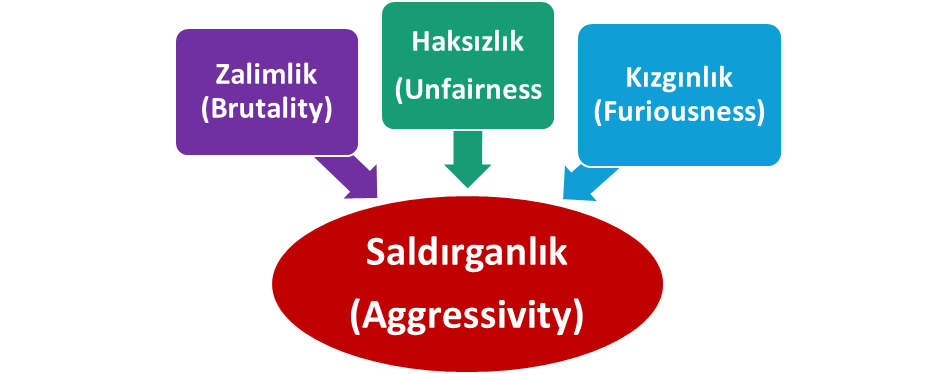 Zalimlik
(Brutality)
Haksızlık
(Unfairness
Kızgınlık
(Furiousness)
Saldırganlık
(Aggressivity)